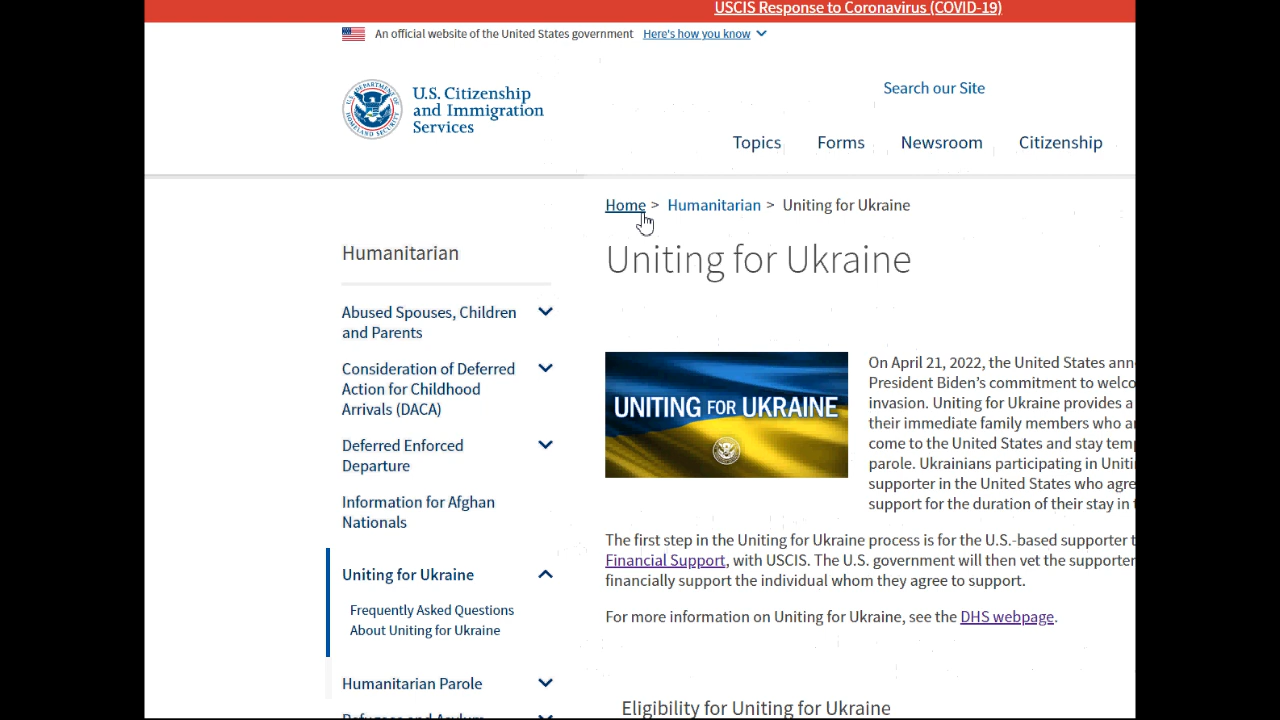 USCIS Response to Coronavirus (COVID-19)
An official website of the United States government Here's how you know
U.S. Citizenship
and Immigration
Services
Search our Site
Topics Forms Newsroom Citizenship
Home > Humanitarian > Uniting for Ukraine
Humanitarian
Abused Spouses, Children
and Parents
Consideration of Deferred
Action for Childhood
Arrivals (DACA)
Deferred Enforced
Departure
Information for Afghan
Nationals
Uniting for Ukraine
Frequently Asked Questions
About Uniting for Ukraine
Humanitarian Parole
Refugees and Asylum
Uniting for Ukraine
UNITING FOR UKRAINE
On April 21, 2022, the United States
President Biden’s commitment to
invasion. Uniting for Ukraine provides a
their immediate family members who
come to the United States and stay
parole. Ukrainians participating in
supporter in the United States who
support for the duration of their stay in
The first step in the Uniting for Ukraine process is for the U.S.-based supporter
Financial Support, with USCIS. The U.S. government will then vet the supporter
financially support the individual whom they agree to support.
For more information on Uniting for Ukraine, see the DHS webpage.
Eligibility for Uniting for Ukraine